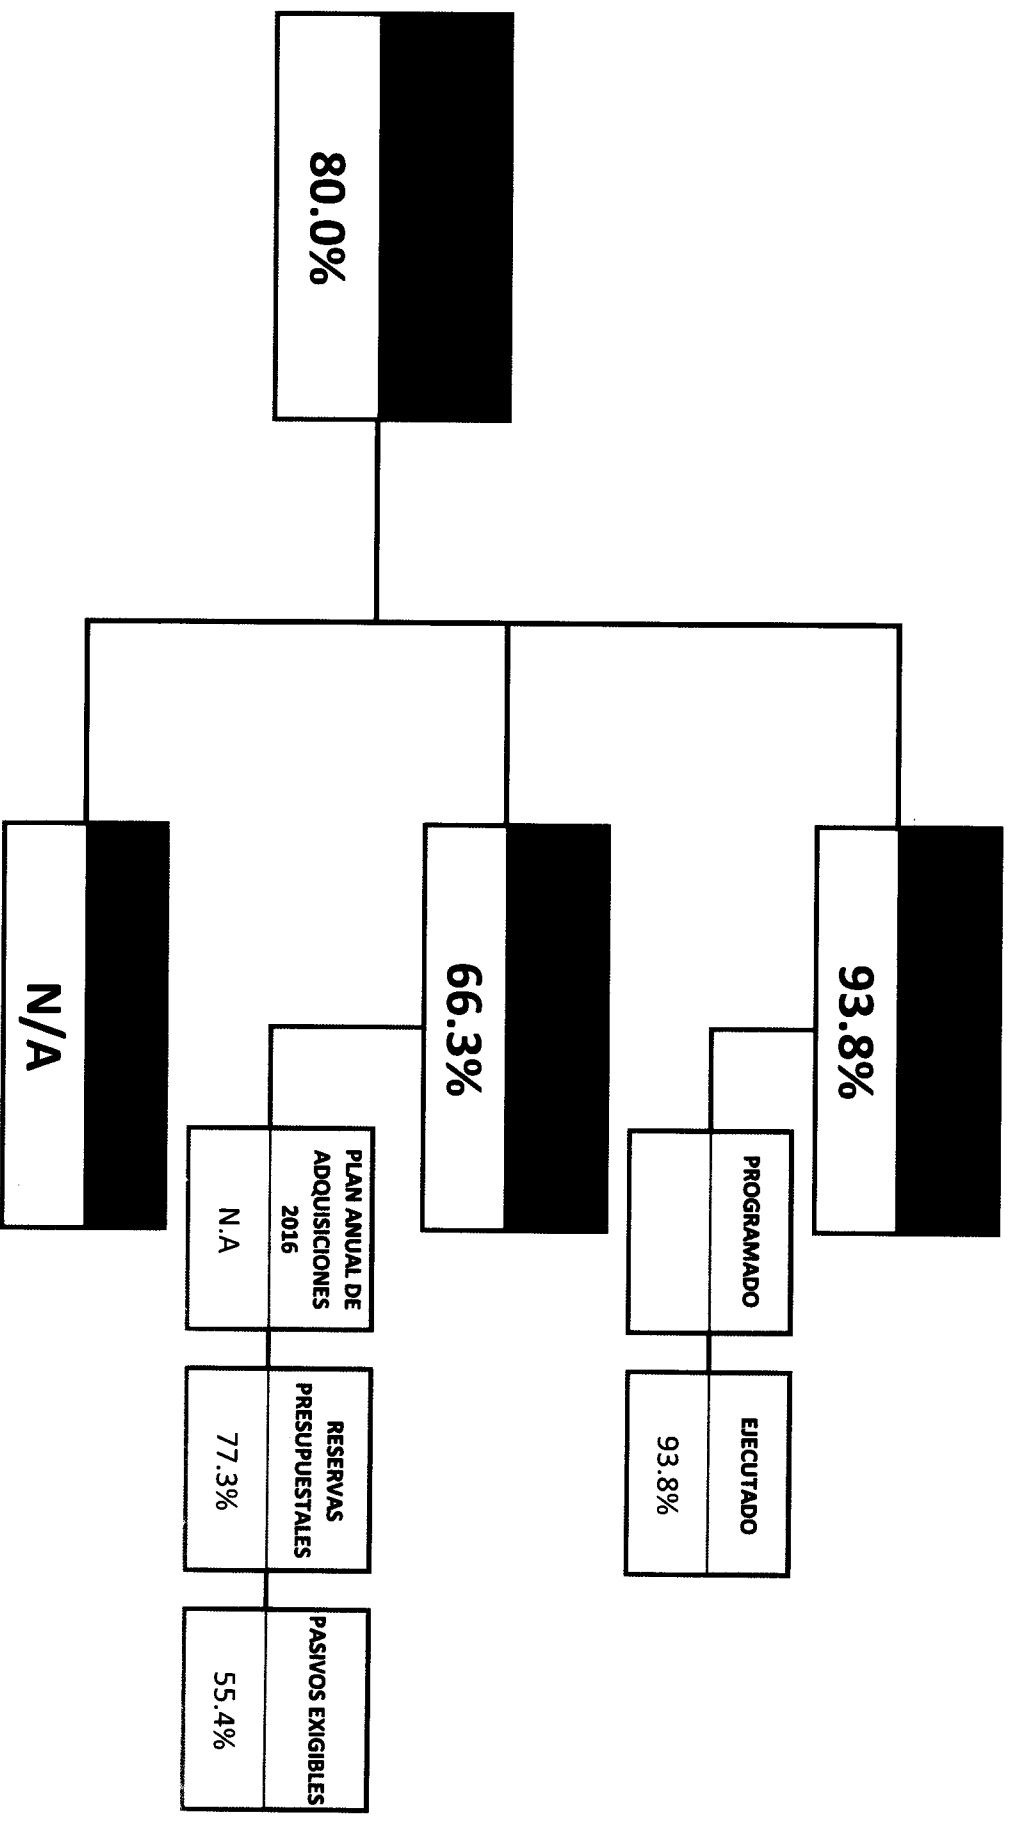 80.0%
93.8%
PROGRAMADO
EJECUTADO
93.8%
66.3%
PLAN ANUAL DE
ADQUISICIONES
2016
N.A
RESERVAS
PRESUPUESTALES
77.3%
PASIVOS EXIGIBLES
55.4%
N/A